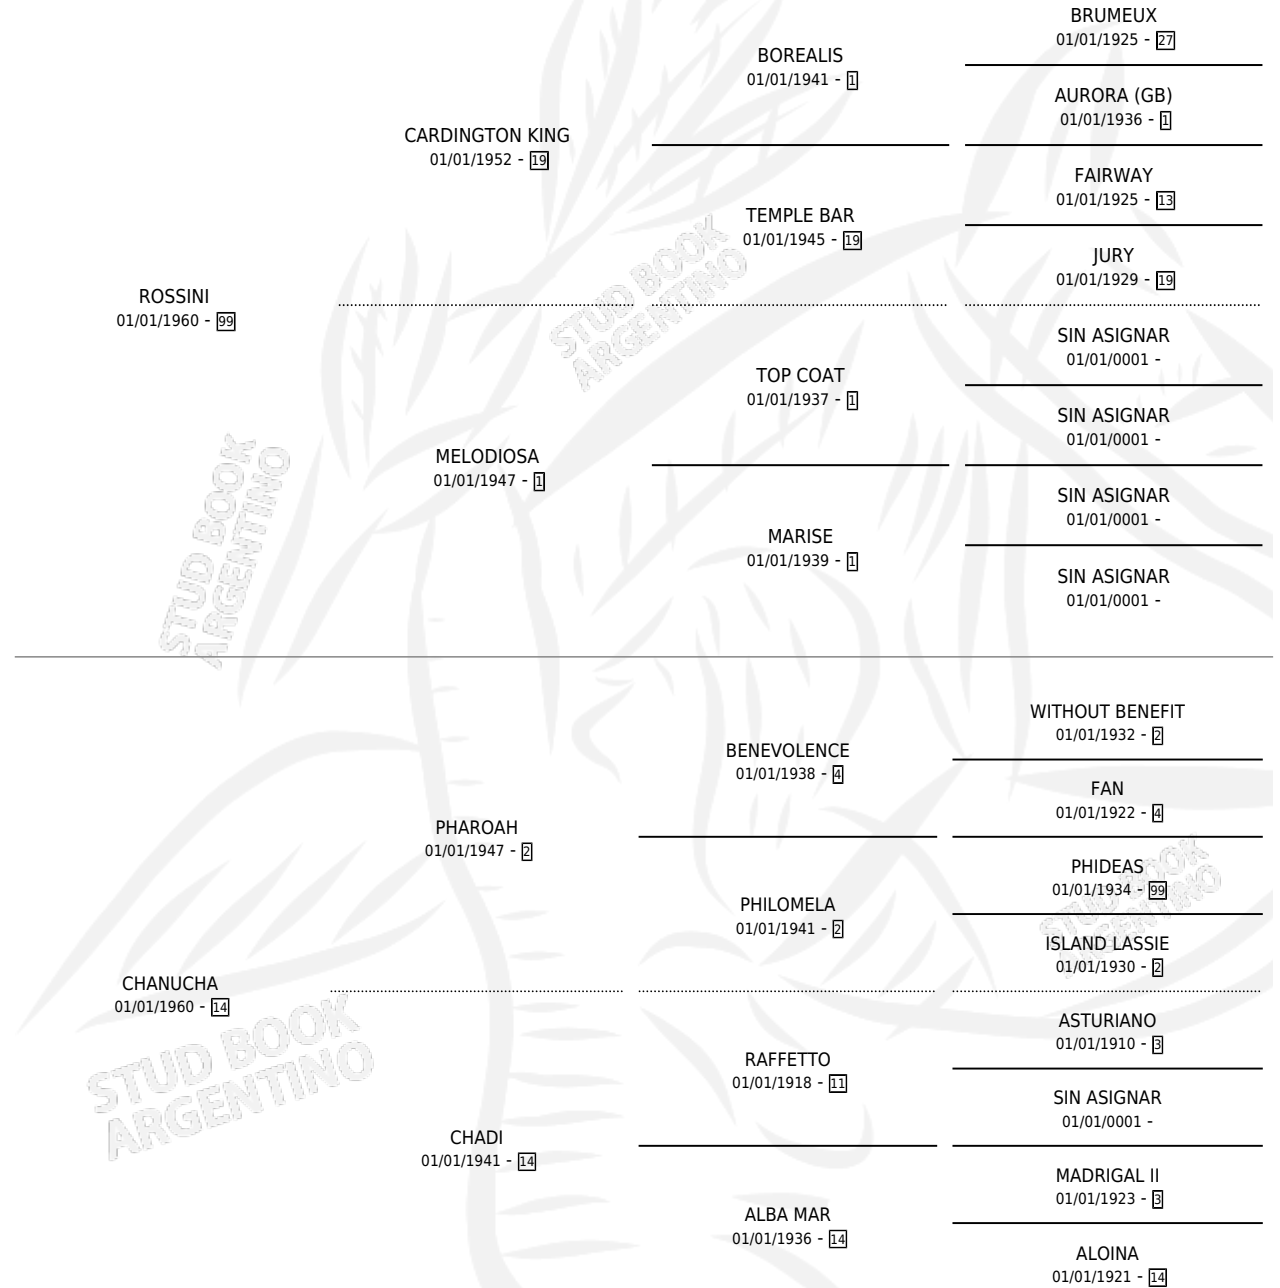 BRUMEUX
01/01/1925 - 27
BOREALIS
01/01/1941 - 1
AURORA (GB)
01/01/1936 - 1
CARDINGTON KING
01/01/1952 - 19
FAIRWAY
01/01/1925 - 13
TEMPLE BAR
01/01/1945 - 19
JURY
01/01/1929 - 19
ROSSINI
01/01/1960 - 99
STUD BOOK
ARGENTINO
SIN ASIGNAR
01/01/0001 -
TOP COAT
01/01/1937 - 1
SIN ASIGNAR
01/01/0001 -
MELODIOSA
01/01/1947 - 1
SIN ASIGNAR
01/01/0001 -
MARISE
01/01/1939 - 1
SIN ASIGNAR
01/01/0001 -
STUD BOOK
ARGENTINO
WITHOUT BENEFIT
01/01/1932 - 2
BENEVOLENCE
01/01/1938 - 4
FAN
01/01/1922 - 4
PHAROAH
01/01/1947 - 2
PHIDEAS
01/01/1934 - 99
PHILOMELA
01/01/1941 - 2
STUD BOOK
ARGENTINO
ISLAND LASSIE
01/01/1930 - 2
CHANUCHA
01/01/1960 - 14
ASTURIANO
01/01/1910 - 3
RAFFETTO
01/01/1918 - 11
STUD BOOK
ARGENTINO
SIN ASIGNAR
01/01/0001 -
CHADI
01/01/1941 - 14
MADRIGAL II
01/01/1923 - 3
ALBA MAR
01/01/1936 - 14
ALOINA
01/01/1921 - 14